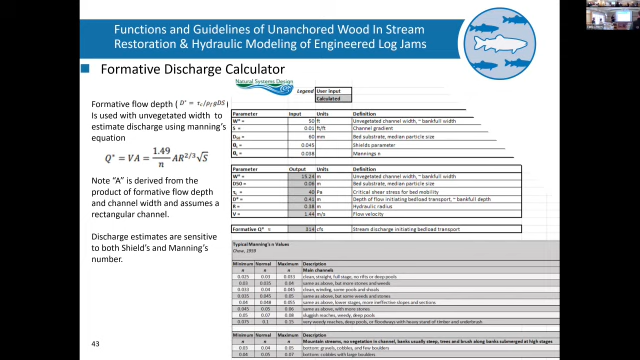 Functions and Guidelines of Unanchored Wood In Stream
Restoration & Hydraulic Modeling of Engineered Log Jams
Formative Discharge Calculator
Natural Systems Design
Legend User Input
Calculated
Formative flow depth ( D* = τc/ρf gDS )
Is used with unvegetated width to
estimate discharge using manning's
equation
Q* = VA = 1.49/n AR^2/3 √S
Note "A" is derived from the
product of formative flow depth
and channel width and assumes a
rectangular channel.
Discharge estimates are sensitive
to both Shield's and Manning's
number.
Parameter Input Units Definition
W* = 50 ft Unvegetated channel width, ~ bankfull width
S = 0.01 ft/ft Channel gradient
D50 = 60 mm Bed substrate, median particle size
0.045 Shields parameter
0.038 Mannings n
Parameter Output Units Definition
W* = 15.24 m Unvegetated channel width, ~ bankfull width
D50 = 0.06 m Bed substrate, median particle size
τc = 40 Pa Critical shear stress for bed mobility
D* = 0.41 m Depth of flow initiating bedload transport, ~bankfull depth
R = 0.18 m Hydraulic radius
V = 1.44 m/s Flow velocity
Formative Q* = 314 cfs Stream discharge initiating bedload transport
Typical Manning's n Values
Chow, 1959
Minimum Normal Maximum Description
n n n Main channels
0.025 0.03 0.033 clean, straight, full stage, no rifts or deep pools
0.03 0.035 0.04 same as above, but more stones and weeds
0.033 0.04 0.045 clean, winding, some pools and shoals
0.035 0.045 0.05 same as above, but some weeds and stones
0.04 0.048 0.055 same as above, lower stages, more ineffective slopes and sections
0.045 0.05 0.06 same as above, with more stones
0.05 0.07 0.08 sluggish reaches, weedy, deep pools
0.075 0.1 0.15 very weedy reaches, deep pools, or floodways with heavy stand of timber and underbrush
Minimum Normal Maximum Description
n n n Mountain streams, no vegetation in channel, banks usually steep, trees and brush along banks submerged at high stages
0.03 0.04 0.05 bottom: gravels, cobbles, and few boulders
0.04 0.05 0.07 bottom: cobbles with large boulders
43